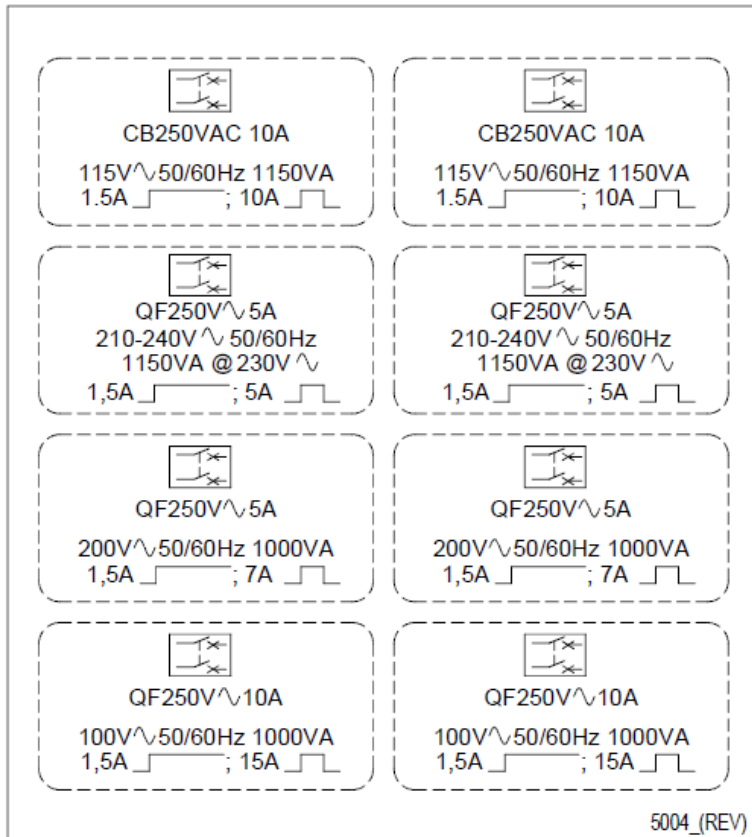 CB250VAC 10A
115V∿50/60Hz 1150VA
1.5A ; 10A
CB250VAC 10A
115V∿50/60Hz 1150VA
1.5A ; 10A
QF250V∿5A
210-240V∿50/60Hz
1150VA @230V∿
1,5A ; 5A
QF250V∿5A
210-240V∿50/60Hz
1150VA @230V∿
1,5A ; 5A
QF250V∿5A
200V∿50/60Hz 1000VA
1,5A ; 7A
QF250V∿5A
200V∿50/60Hz 1000VA
1,5A ; 7A
QF250V∿10A
100V∿50/60Hz 1000VA
1,5A ; 15A
QF250V∿10A
100V∿50/60Hz 1000VA
1,5A ; 15A
5004_(REV)